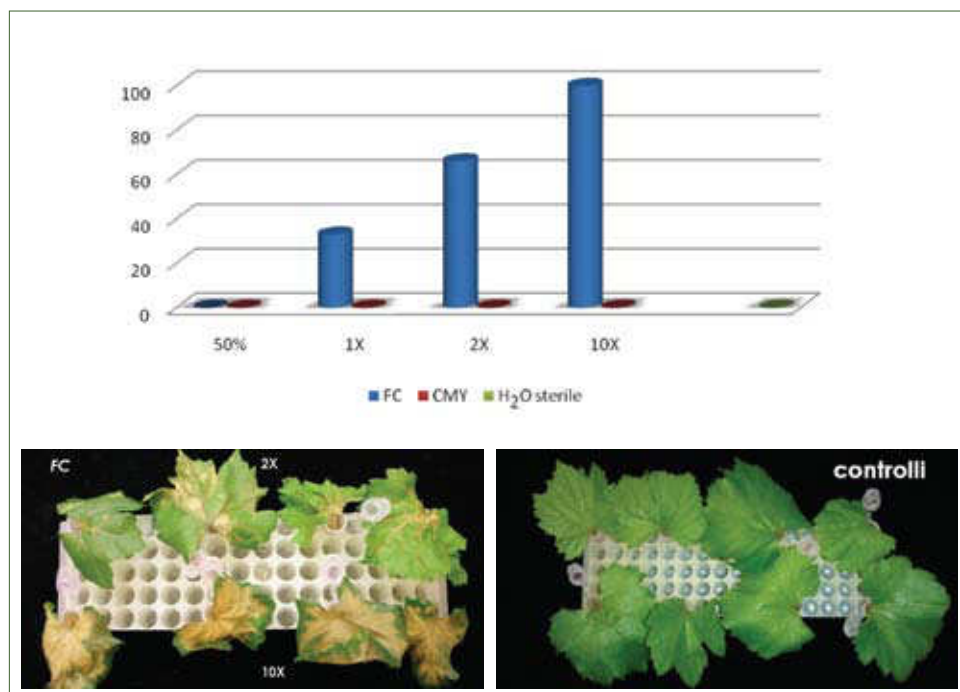 100
80
60
40
20
0
50% 1X 2X 10X
FC CMY H₂O sterile
FC 2X
10X
controlli